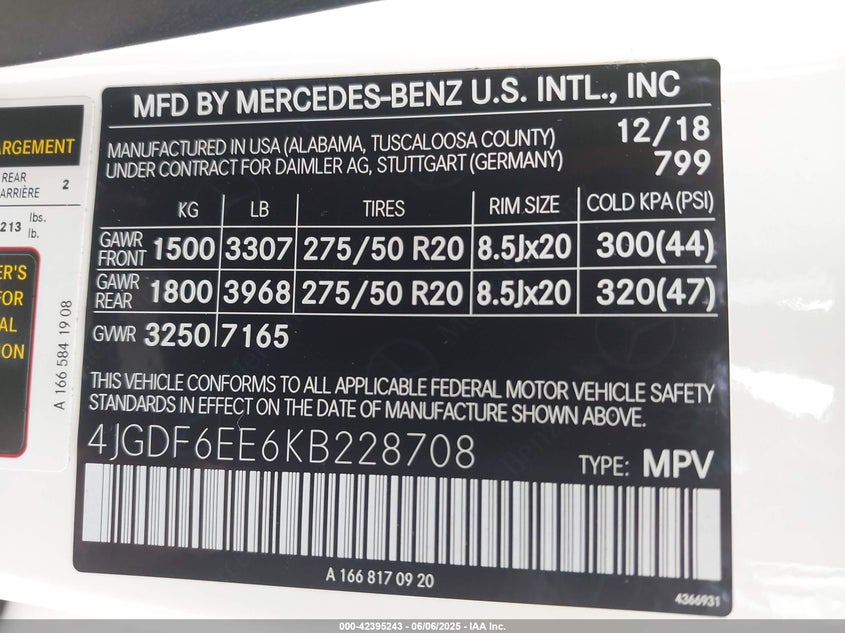 MFD BY MERCEDES-BENZ U.S. INTL., INC
MANUFACTURED IN USA (ALABAMA, TUSCALOOSA COUNTY) 12/18
UNDER CONTRACT FOR DAIMLER AG, STUTTGART (GERMANY) 799
KG LB TIRES RIM SIZE COLD KPA (PSI)
GAWR FRONT 1500 3307 275/50 R20 8.5Jx20 300(44)
GAWR REAR 1800 3968 275/50 R20 8.5Jx20 320(47)
GVWR 3250 7165
THIS VEHICLE CONFORMS TO ALL APPLICABLE FEDERAL MOTOR VEHICLE SAFETY
STANDARDS IN EFFECT ON THE DATE OF MANUFACTURE SHOWN ABOVE.
4JGDF6EE6KB228708 TYPE: MPV
A 166 817 09 20
4366931
REAR 2
213 lbs.
lb.
A 166 584 19 08
FOR
000-42395243 - 06/06/2025 - IAA Inc.